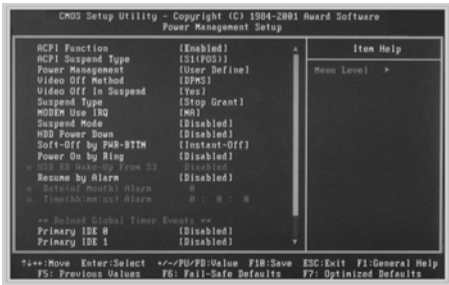 CMOS Setup Utility - Copyright (C) 1984-2001 Award Software
Power Management Setup
ACPI Function [Enabled]
ACPI Suspend Type [S1(POS)]
Power Management [User Define]
Video Off Method [DPMS]
Video Off In Suspend [Yes]
Suspend Type [Stop Grant]
MODEM Use IRQ [NA]
Suspend Mode [Disabled]
HDD Power Down [Disabled]
Soft-Off by PWR-BTTN [Instant-Off]
Power On by Ring [Disabled]
x USB KB Wake-Up From S3 Disabled
Resume by Alarm [Disabled]
x Date(of Month) Alarm 0
x Time(hh:mm:ss) Alarm 0 : 0 : 0
** Reload Global Timer Events **
Primary IDE 0 [Disabled]
Primary IDE 1 [Disabled]
Item Help
Menu Level ►
↑↓→←:Move Enter:Select +/-/PU/PD:Value F10:Save ESC:Exit F1:General Help
F5: Previous Values F6: Fail-Safe Defaults F7: Optimized Defaults